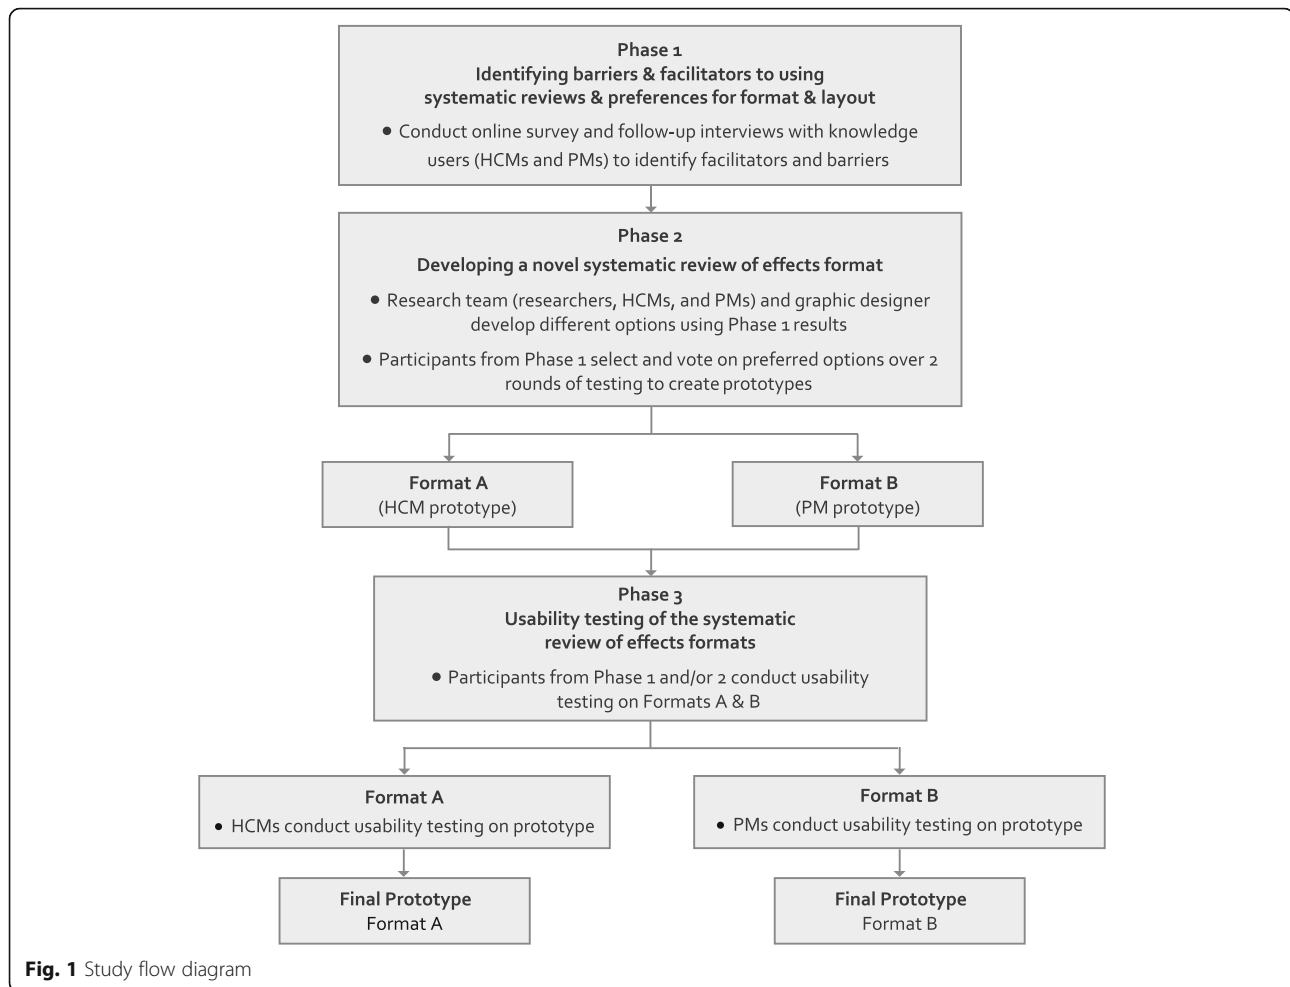 Phase 1
Identifying barriers & facilitators to using
systematic reviews & preferences for format & layout
● Conduct online survey and follow-up interviews with knowledge
users (HCMs and PMs) to identify facilitators and barriers
Phase 2
Developing a novel systematic review of effects format
● Research team (researchers, HCMs, and PMs) and graphic designer
develop different options using Phase 1 results
● Participants from Phase 1 select and vote on preferred options over 2
rounds of testing to create prototypes
Format A
(HCM prototype)
Format B
(PM prototype)
Phase 3
Usability testing of the systematic
review of effects formats
● Participants from Phase 1 and/or 2 conduct usability
testing on Formats A & B
Format A
● HCMs conduct usability testing on prototype
Format B
● PMs conduct usability testing on prototype
Final Prototype
Format A
Final Prototype
Format B
Fig. 1 Study flow diagram